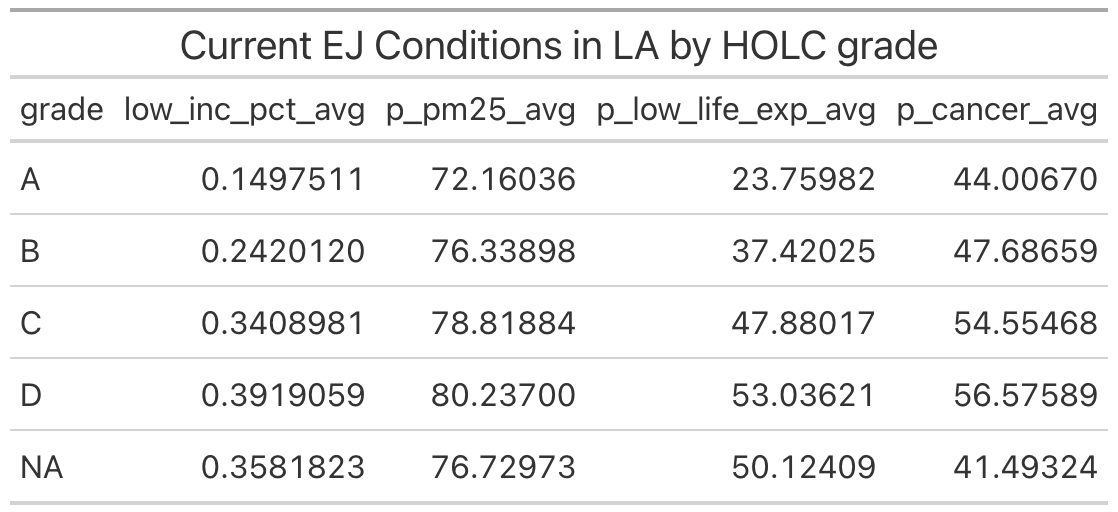 Current EJ Conditions in LA by HOLC grade
grade low_inc_pct_avg p_pm25_avg p_low_life_exp_avg p_cancer_avg
A 0.1497511 72.16036 23.75982 44.00670
B 0.2420120 76.33898 37.42025 47.68659
C 0.3408981 78.81884 47.88017 54.55468
D 0.3919059 80.23700 53.03621 56.57589
NA 0.3581823 76.72973 50.12409 41.49324